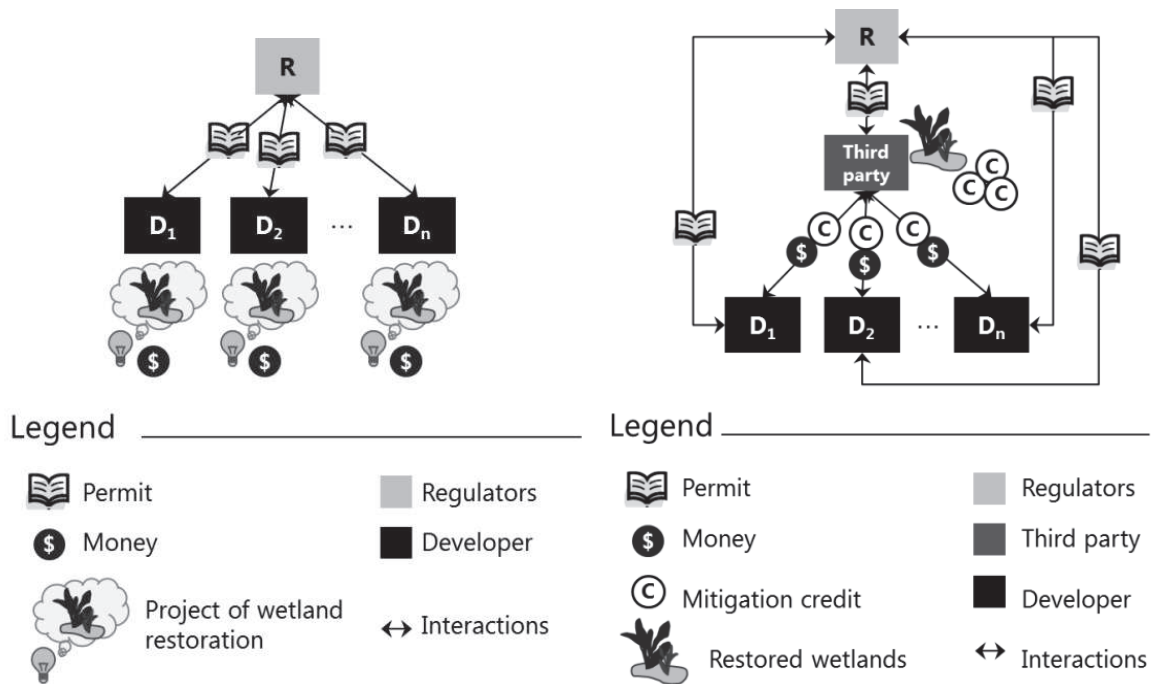 R
D1 D2 ... Dn
$ $ $
Legend
Permit
Regulators
$ Money
Developer
Project of wetland
restoration
Interactions
R
Third
party
C
C C
C C C
$ $ $
D1 D2 ... Dn
Legend
Permit
Regulators
$ Money
Third party
C Mitigation credit
Developer
Restored wetlands
Interactions